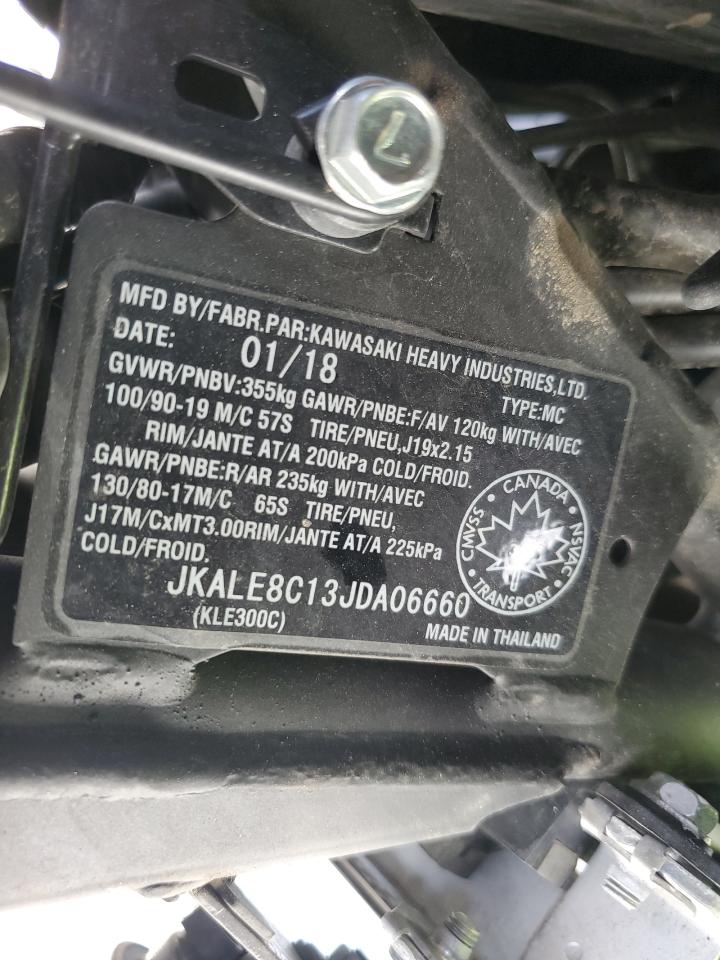 7
MFD BY/FABR.PAR:KAWASAKI HEAVY INDUSTRIES,LTD.
DATE: 01/18 TYPE:MC
GVWR/PNBV:355kg GAWR/PNBE:F/AV 120kg WITH/AVEC
100/90-19 M/C 57S TIRE/PNEU,J19x2.15
RIM/JANTE AT/A 200kPa COLD/FROID.
GAWR/PNBE:R/AR 235kg WITH/AVEC
130/80-17M/C 65S TIRE/PNEU,
J17M/CxMT3.00RIM/JANTE AT/A 225kPa
COLD/FROID.
CANADA
CMVSS · NSVAC
TRANSPORT
JKALE8C13JDA06660
(KLE300C)
MADE IN THAILAND